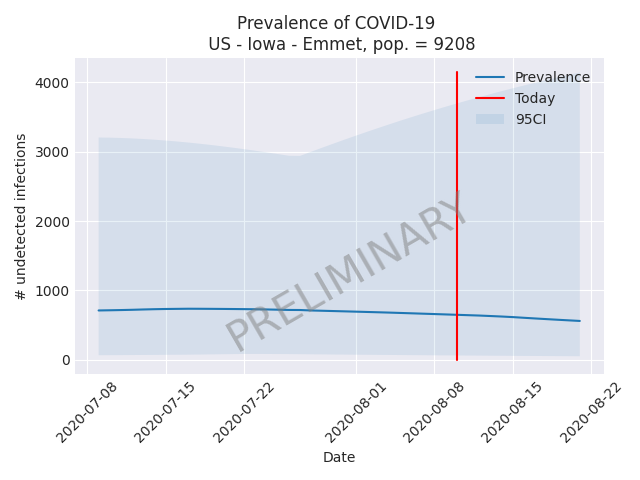 Prevalence of COVID-19
US - Iowa - Emmet, pop. = 9208
Prevalence
Today
95CI
# undetected infections
4000
3000
2000
1000
0
PRELIMINARY
2020-07-08
2020-07-15
2020-07-22
2020-08-01
2020-08-08
2020-08-15
2020-08-22
Date